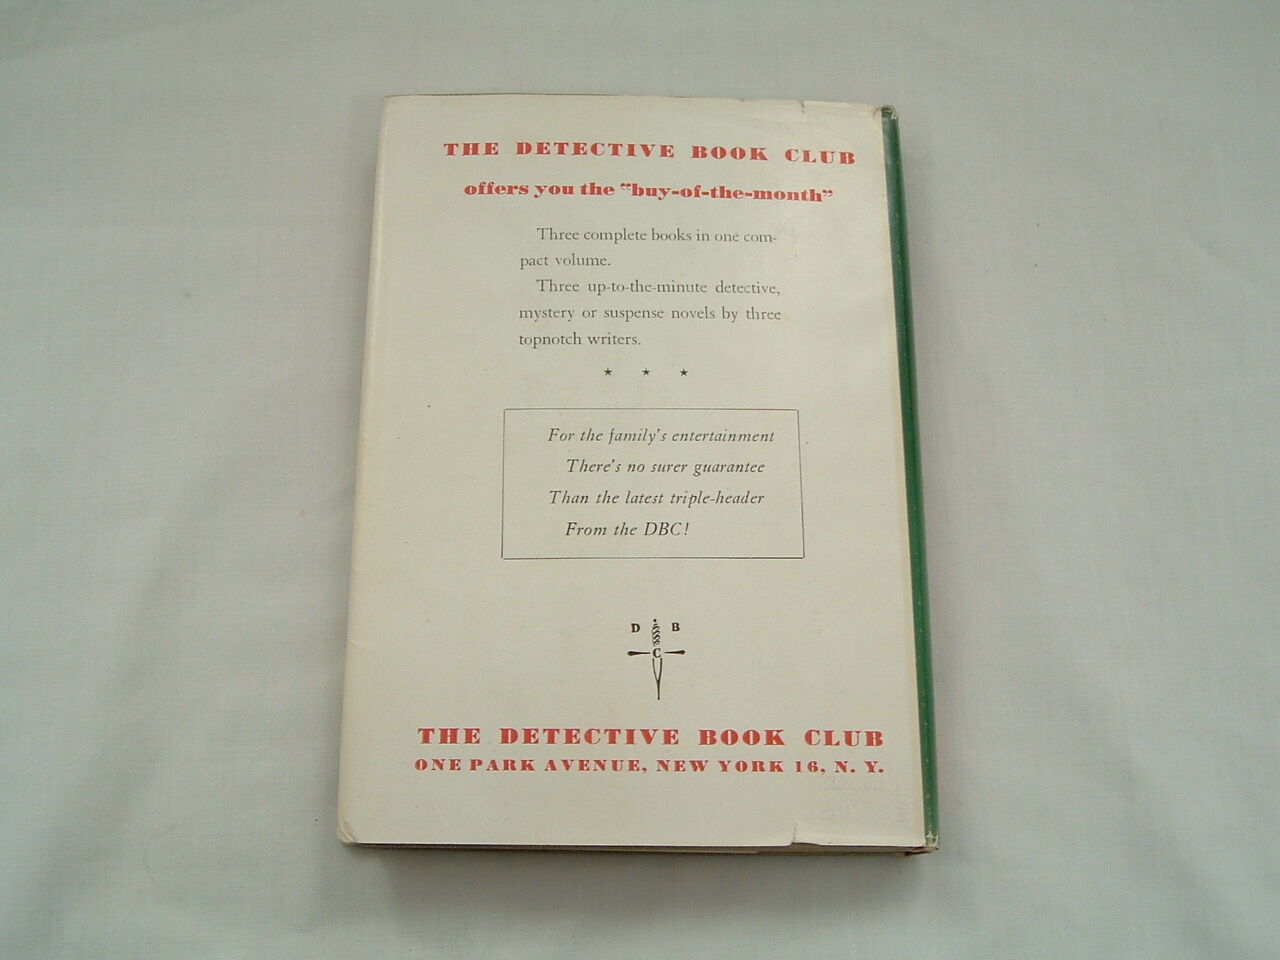 THE DETECTIVE BOOK CLUB
offers you the “buy-of-the-month”
Three complete books in one com-
pact volume.
Three up-to-the-minute detective,
mystery or suspense novels by three
topnotch writers.
★ ★ ★
For the family's entertainment
There's no surer guarantee
Than the latest triple-header
From the DBC!
D B
C
THE DETECTIVE BOOK CLUB
ONE PARK AVENUE, NEW YORK 16, N. Y.